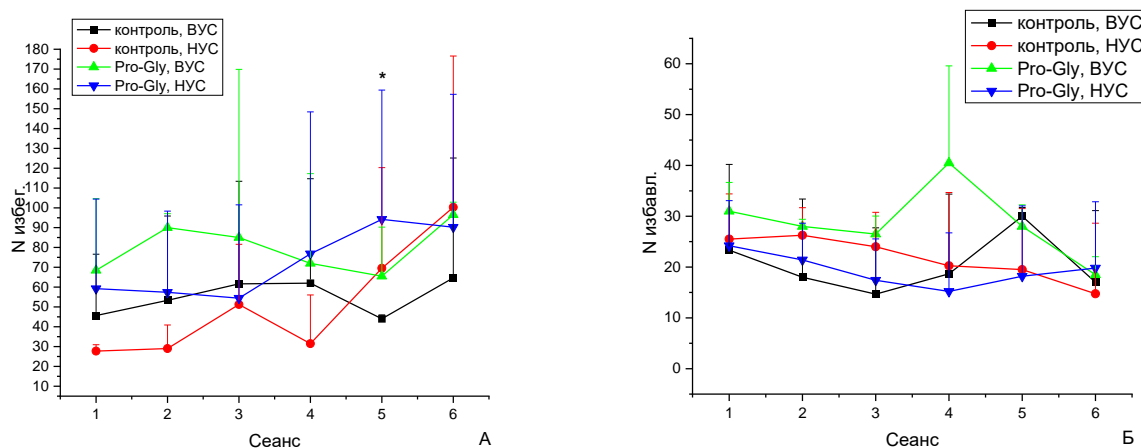 контроль, ВУС
контроль, НУС
Pro-Gly, ВУС
Pro-Gly, НУС
180
170
160
150
140
130
120
110
100
90
80
70
60
50
40
30
20
10
N избег.
*
1 2 3 4 5 6
Сеанс
А
контроль, ВУС
контроль, НУС
Pro-Gly, ВУС
Pro-Gly, НУС
60
50
40
30
20
10
0
N избавл.
1 2 3 4 5 6
Сеанс
Б